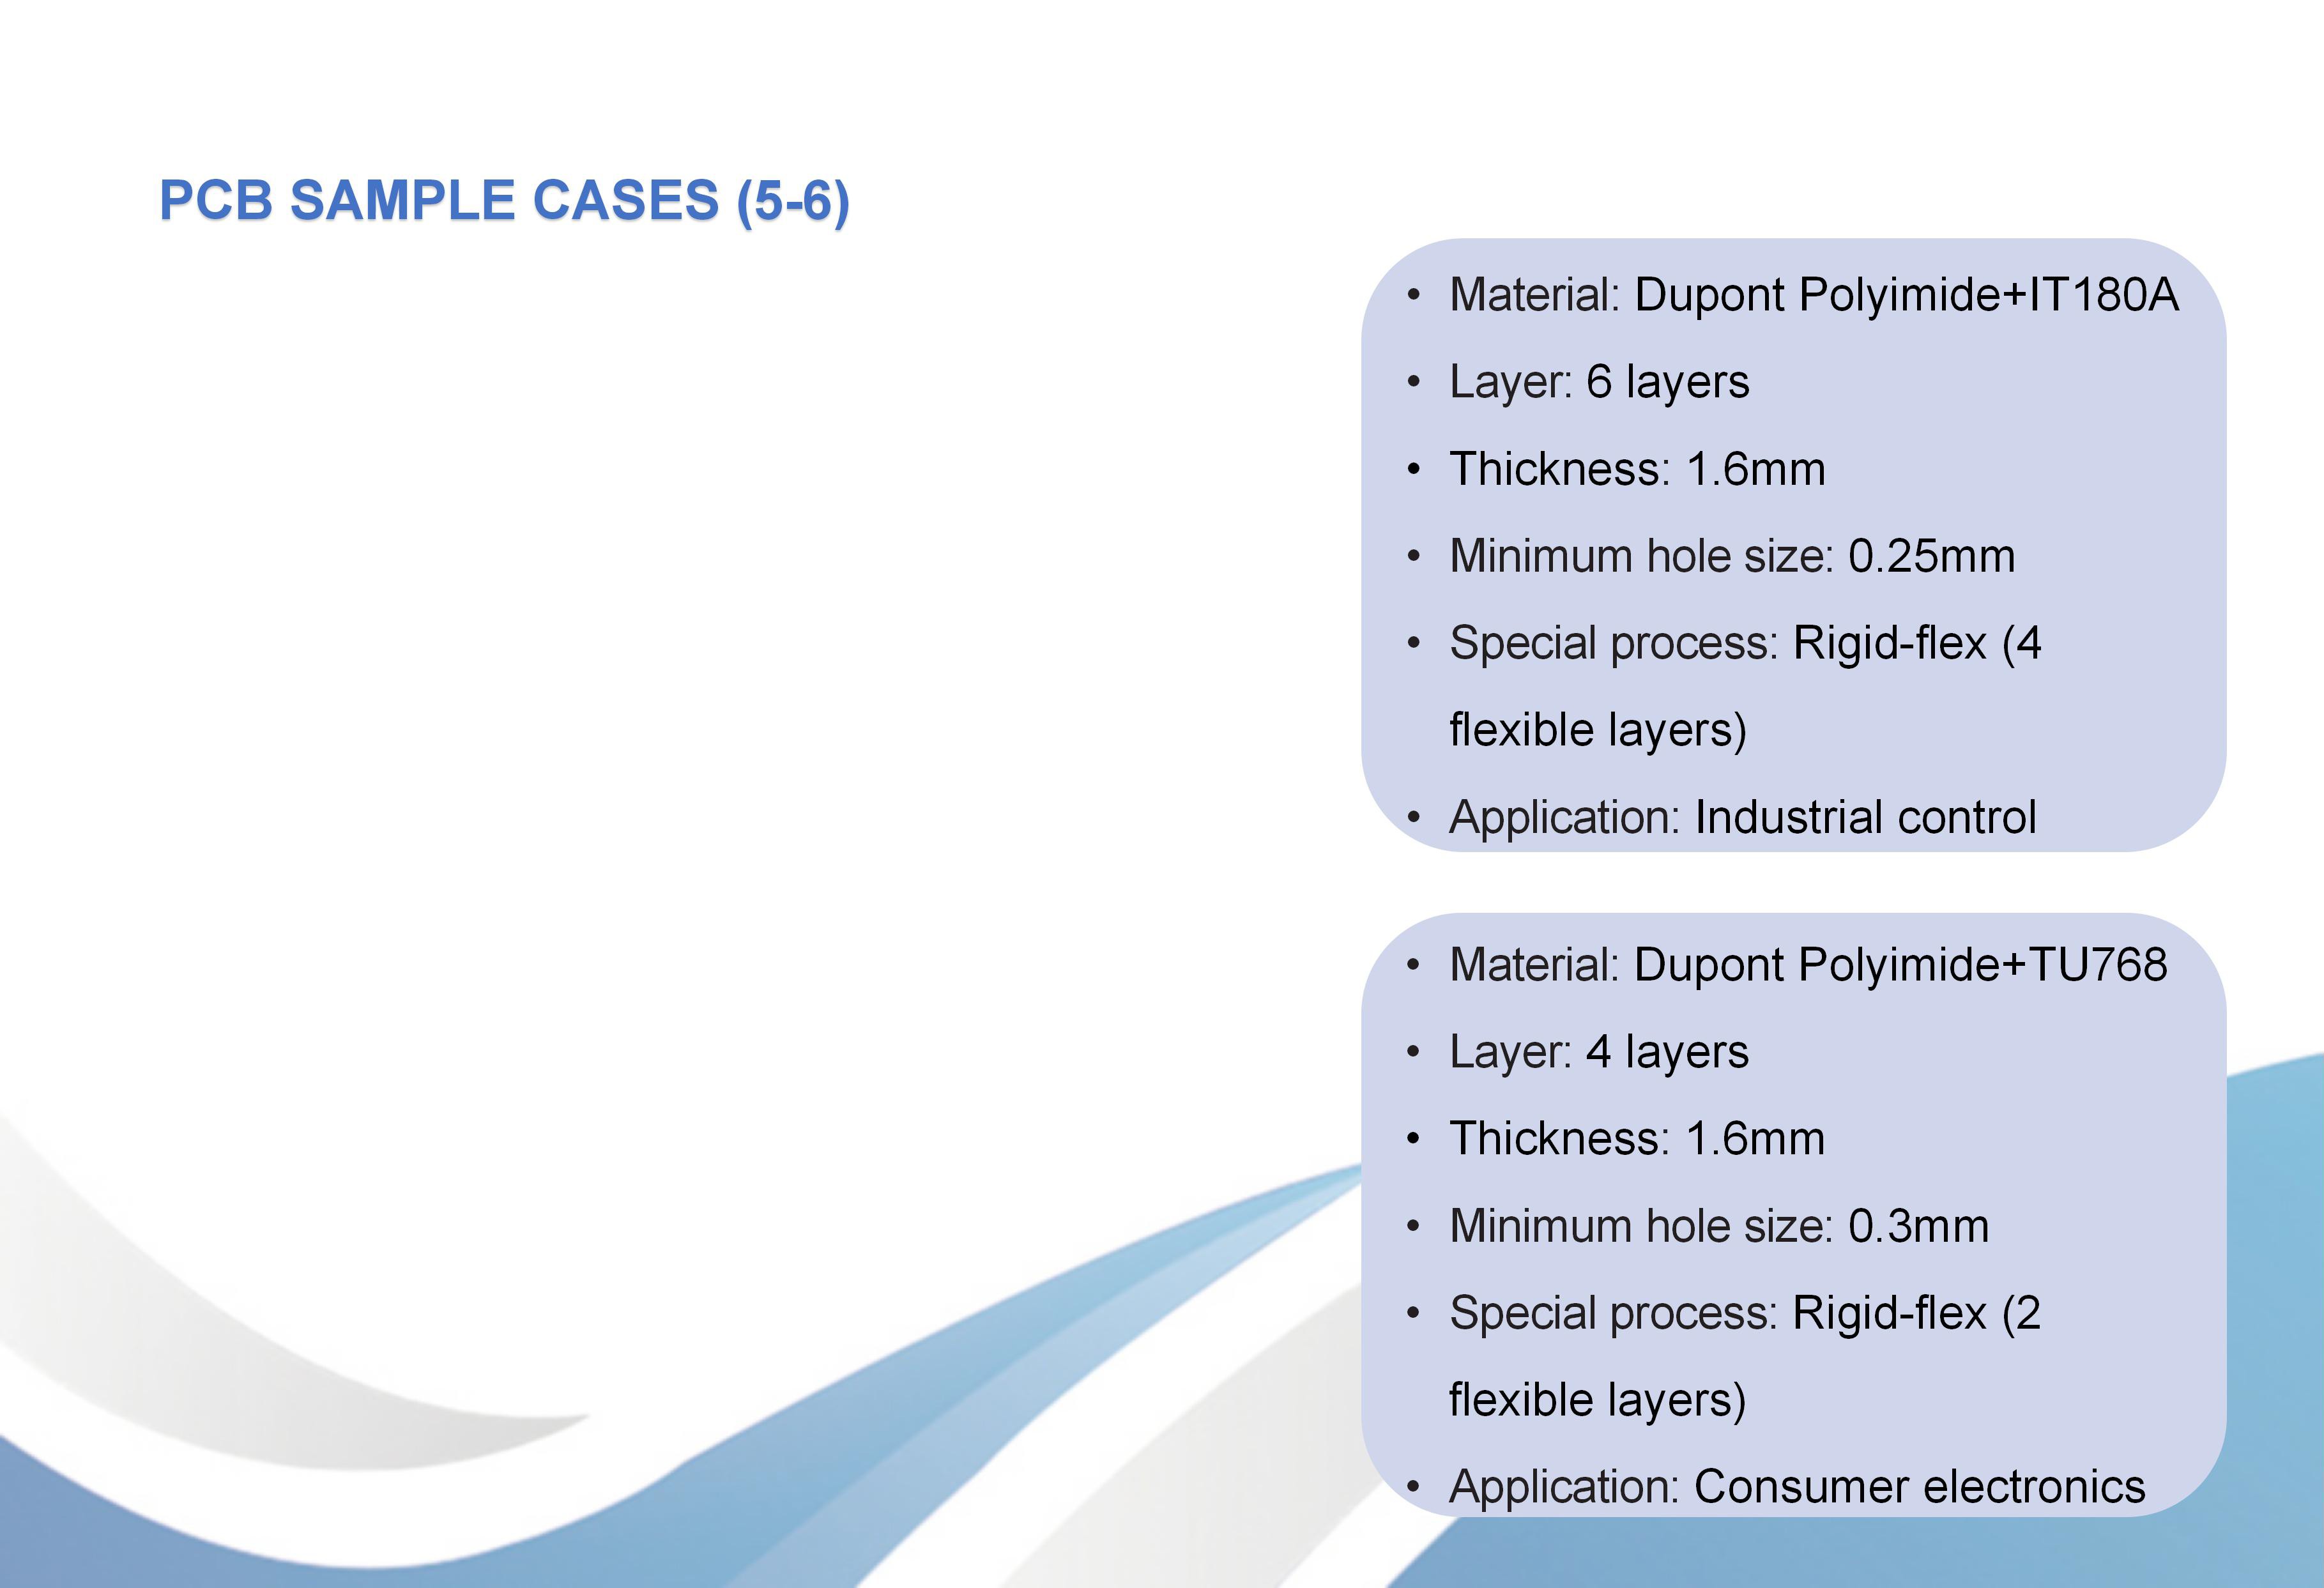 PCB SAMPLE CASES (5-6)
• Material: Dupont Polyimide+IT180A
• Layer: 6 layers
• Thickness: 1.6mm
• Minimum hole size: 0.25mm
• Special process: Rigid-flex (4
flexible layers)
• Application: Industrial control
• Material: Dupont Polyimide+TU768
• Layer: 4 layers
• Thickness: 1.6mm
• Minimum hole size: 0.3mm
• Special process: Rigid-flex (2
flexible layers)
• Application: Consumer electronics